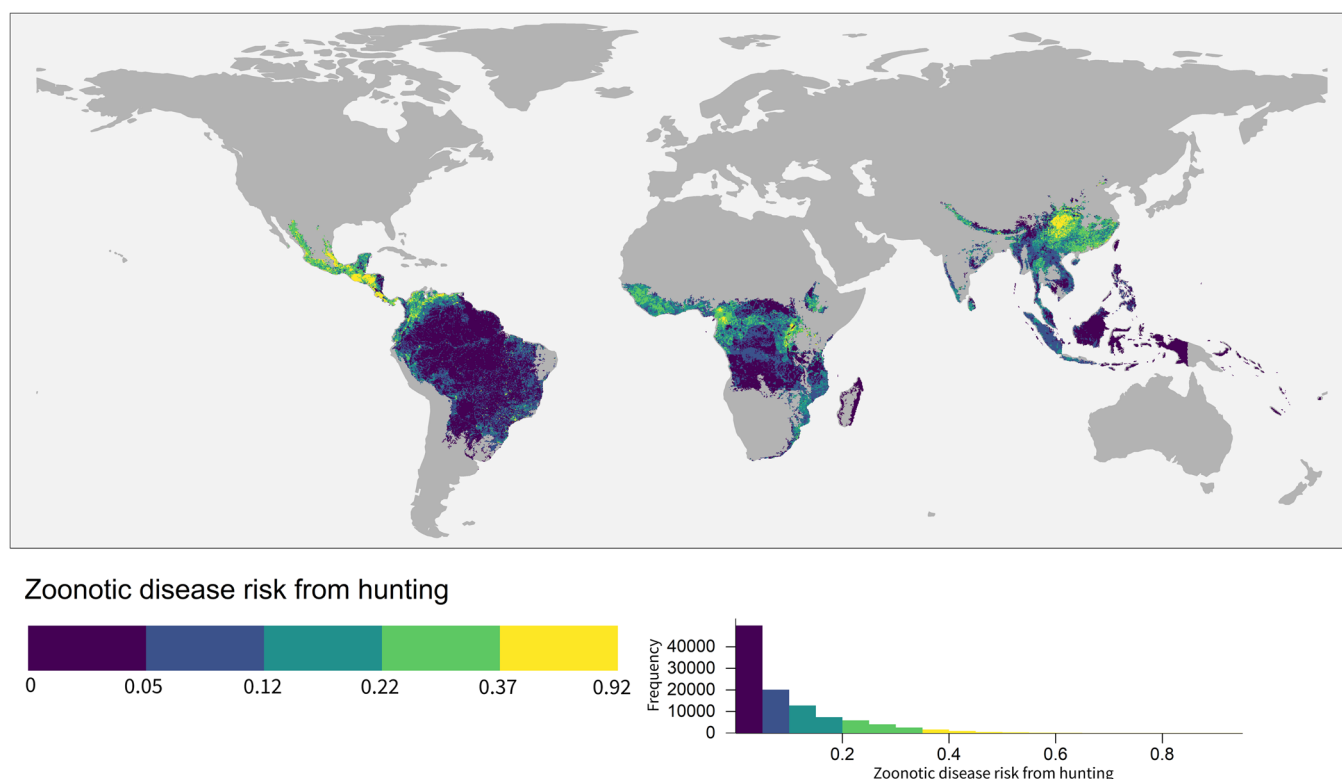 Zoonotic disease risk from hunting
0 0.05 0.12 0.22 0.37 0.92
Frequency
40000
30000
20000
10000
0
0.2 0.4 0.6 0.8
Zoonotic disease risk from hunting